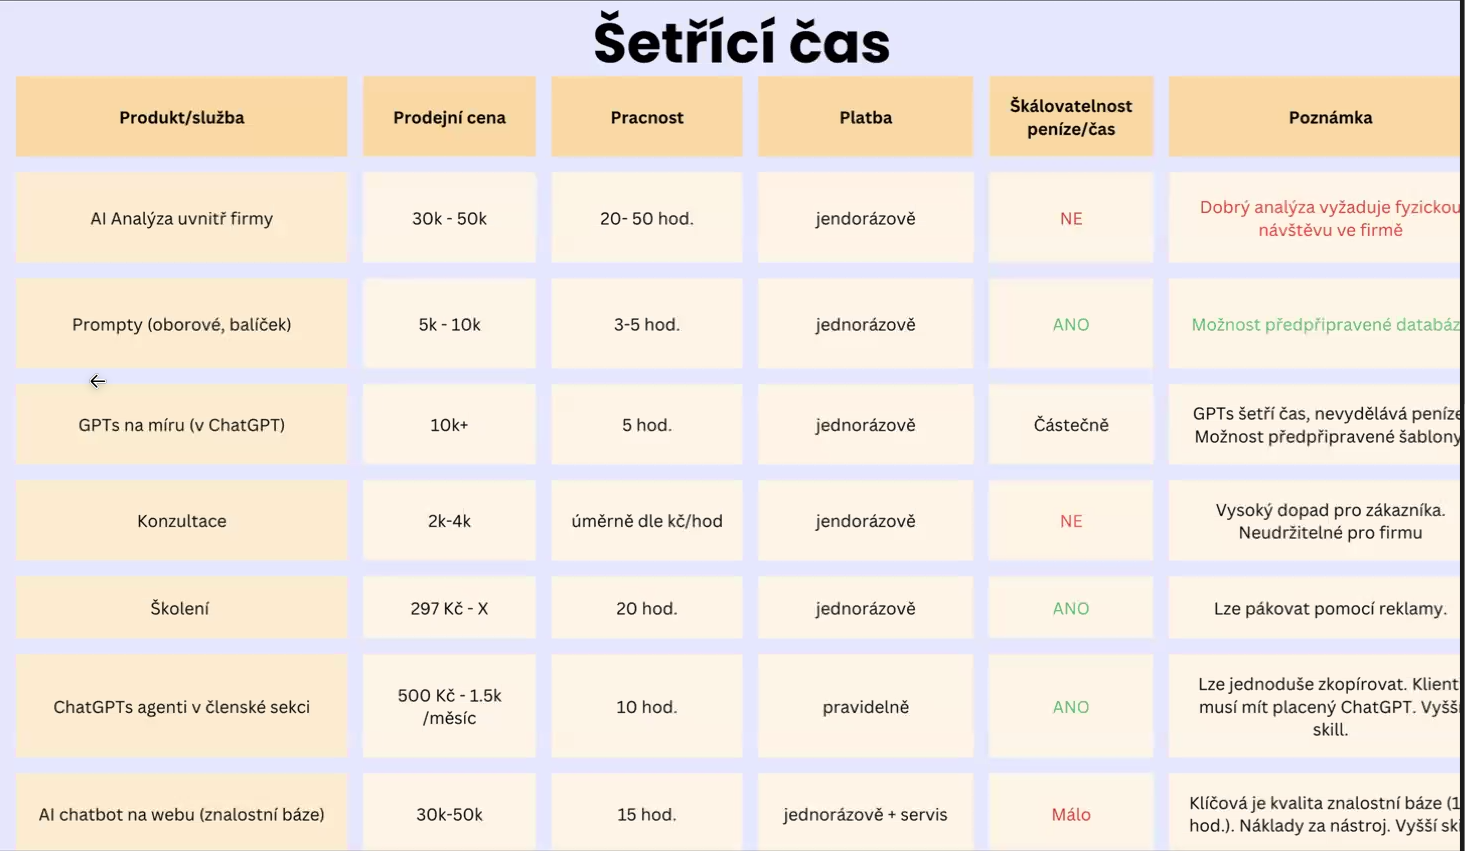 Šetřící čas
Produkt/služba
Prodejní cena
Pracnost
Platba
Škálovatelnost
peníze/čas
Poznámka
AI Analýza uvnitř firmy
30k - 50k
20- 50 hod.
jendorázově
NE
Dobrý analýza vyžaduje fyzickou
návštěvu ve firmě
Prompty (oborové, balíček)
5k - 10k
3-5 hod.
jednorázově
ANO
Možnost předpřipravené databáz
GPTs na míru (v ChatGPT)
10k+
5 hod.
jednorázově
Částečně
GPTs šetří čas, nevydělává peníze
Možnost předpřipravené šablony
Konzultace
2k-4k
úměrně dle kč/hod
jendorázově
NE
Vysoký dopad pro zákazníka.
Neudržitelné pro firmu
Školení
297 Kč - X
20 hod.
jednorázově
ANO
Lze pákovat pomocí reklamy.
ChatGPTs agenti v členské sekci
500 Kč - 1.5k
/měsíc
10 hod.
pravidelně
ANO
Lze jednoduše zkopírovat. Klient
musí mít placený ChatGPT. Vyšší
skill.
AI chatbot na webu (znalostní báze)
30k-50k
15 hod.
jednorázově + servis
Málo
Klíčová je kvalita znalostní báze (1
hod.). Náklady za nástroj. Vyšší ski